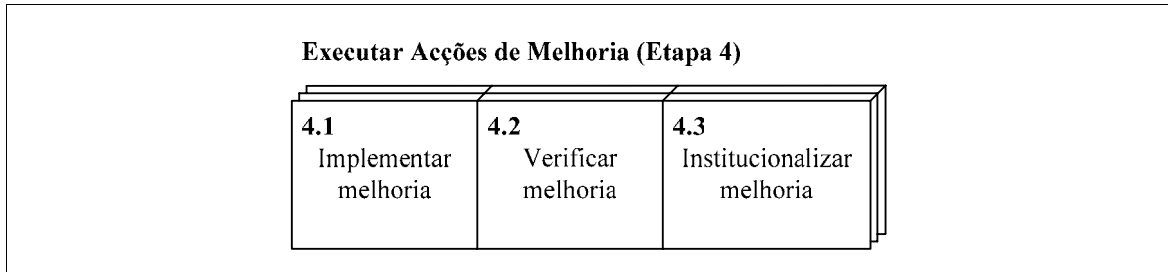 Executar Acções de Melhoria (Etapa 4)
4.1
Implementar
melhoria
4.2
Verificar
melhoria
4.3
Institucionalizar
melhoria